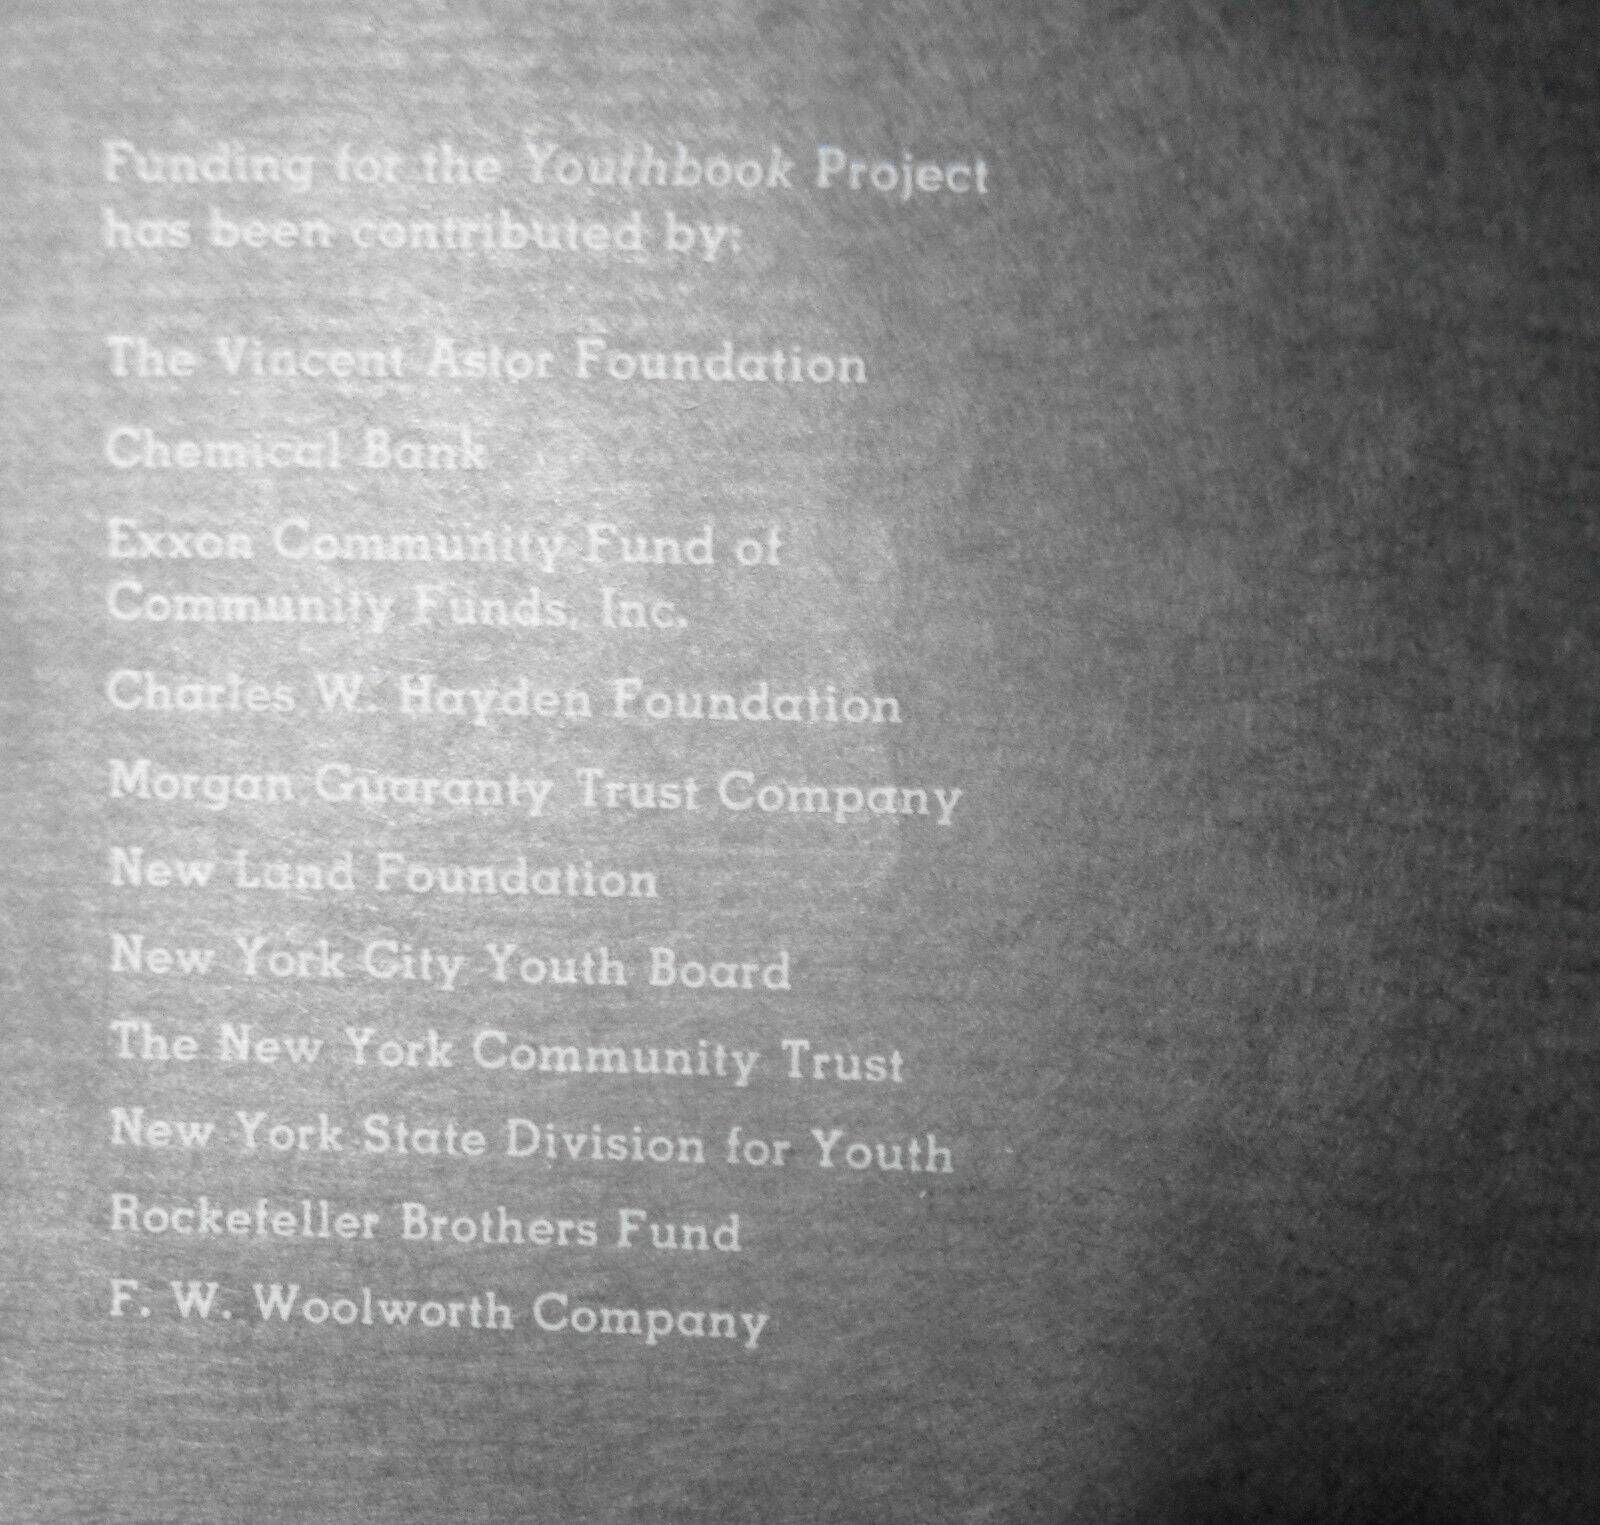 Funding for the Youthbook Project
has been contributed by:
The Vincent Astor Foundation
Chemical Bank
Exxon Community Fund of
Community Funds, Inc.
Charles W. Hayden Foundation
Morgan Guaranty Trust Company
New Land Foundation
New York City Youth Board
The New York Community Trust
New York State Division for Youth
Rockefeller Brothers Fund
F. W. Woolworth Company